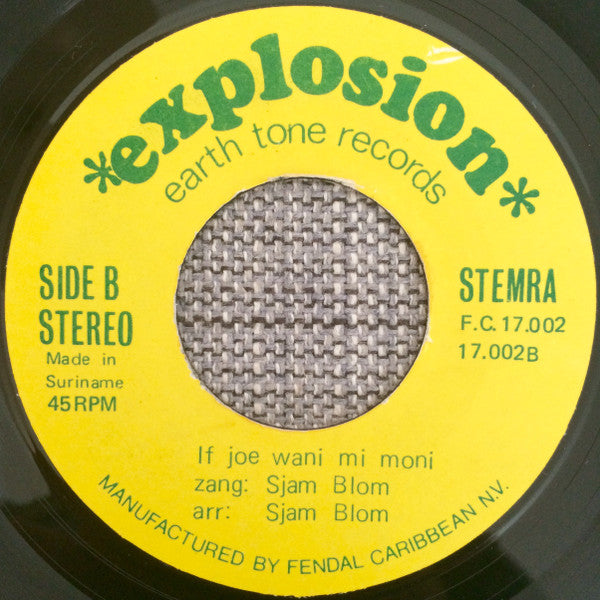 *explosion*
earth tone records
SIDE B
STEREO
Made in
Suriname
45RPM
STEMRA
F.C. 17.002
17.002B
If joe wani mi moni
zang: Sjam Blom
arr: Sjam Blom
MANUFACTURED BY FENDAL CARIBBEAN N.V.